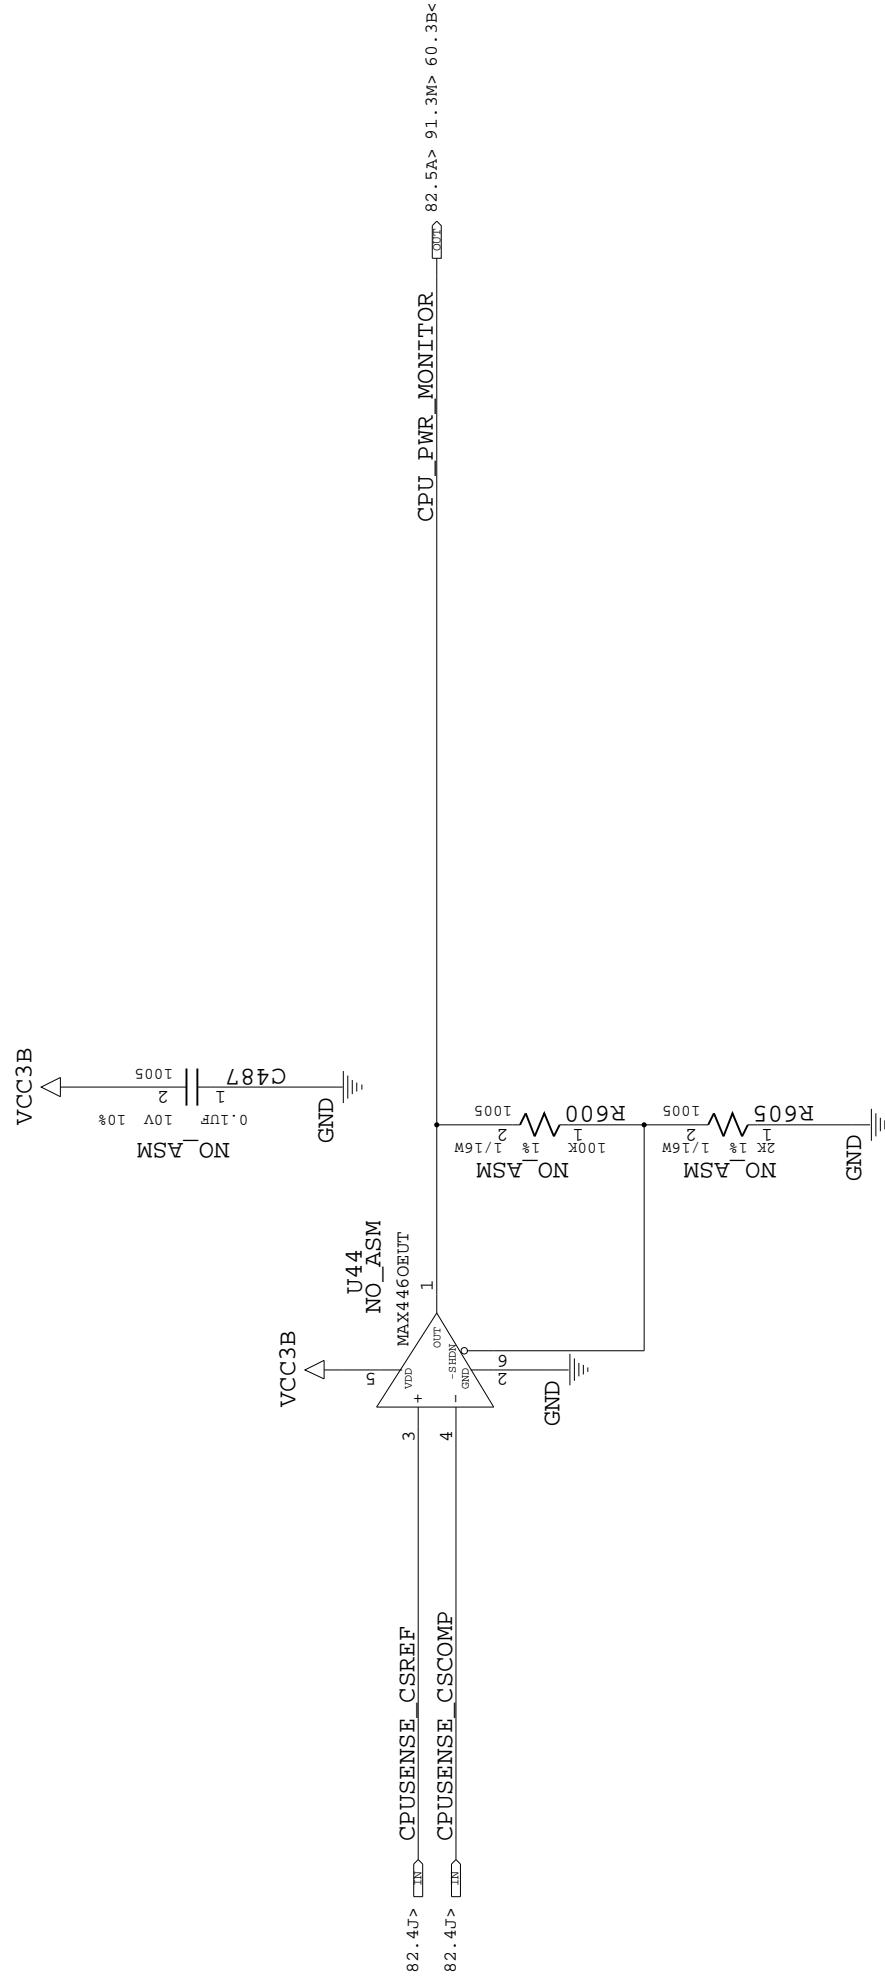 82.5A> 91.3M> 60.3B<
OUT
CPU_PWR_MONITOR
VCC3B
1005
2
1
C487
0.1UF 10V 10%
NO_ASM
GND
1005
2
1
R600
100K 1% 1/16W
NO_ASM
1005
2
1
R605
2K 1% 1/16W
NO_ASM
GND
U44
NO_ASM
MAX4460EUT
1
VCC3B
5
VDD
OUT
-SHDN
GND
6
2
GND
+
-
3
4
CPUSENSE_CSREF
CPUSENSE_CSCOMP
IN
IN
82.4J>
82.4J>